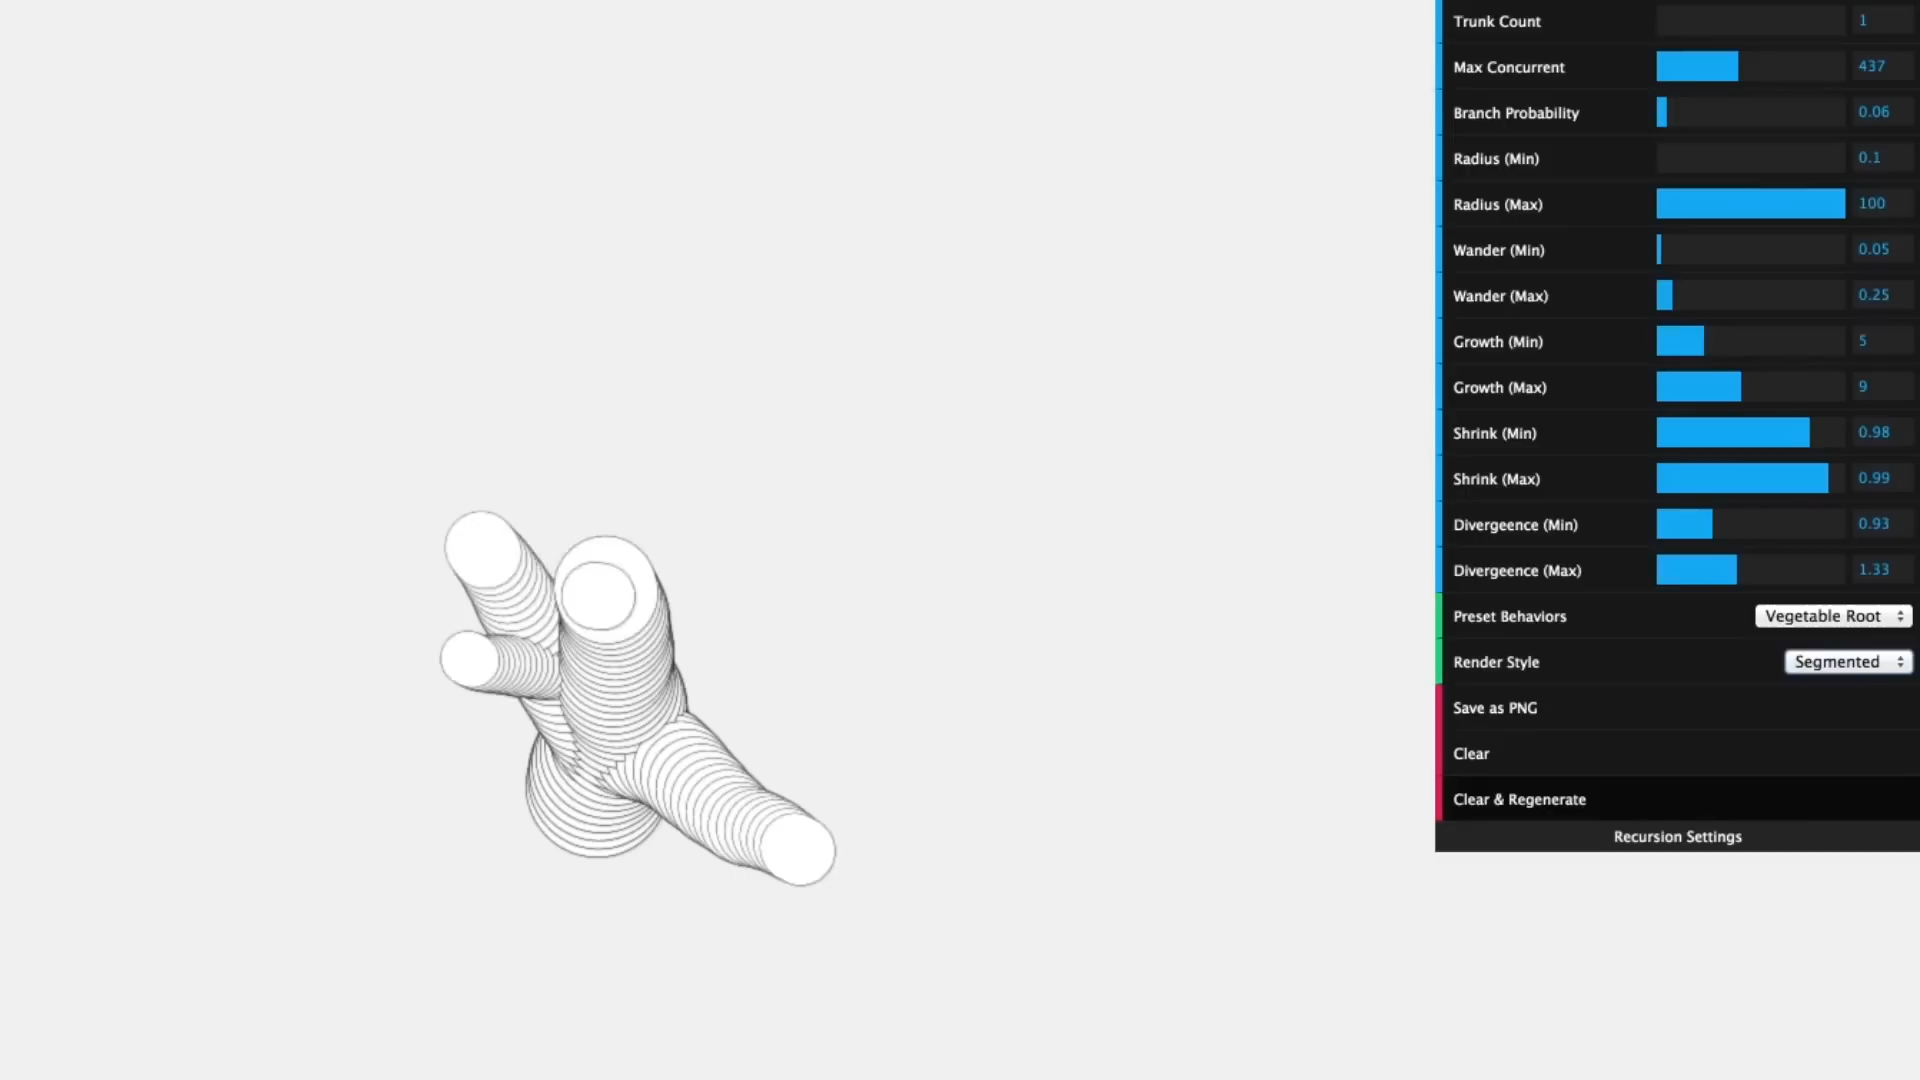 Trunk Count 1
Max Concurrent 437
Branch Probability 0.06
Radius (Min) 0.1
Radius (Max) 100
Wander (Min) 0.05
Wander (Max) 0.25
Growth (Min) 5
Growth (Max) 9
Shrink (Min) 0.98
Shrink (Max) 0.99
Divergeence (Min) 0.93
Divergeence (Max) 1.33
Preset Behaviors Vegetable Root
Render Style Segmented
Save as PNG
Clear
Clear & Regenerate
Recursion Settings